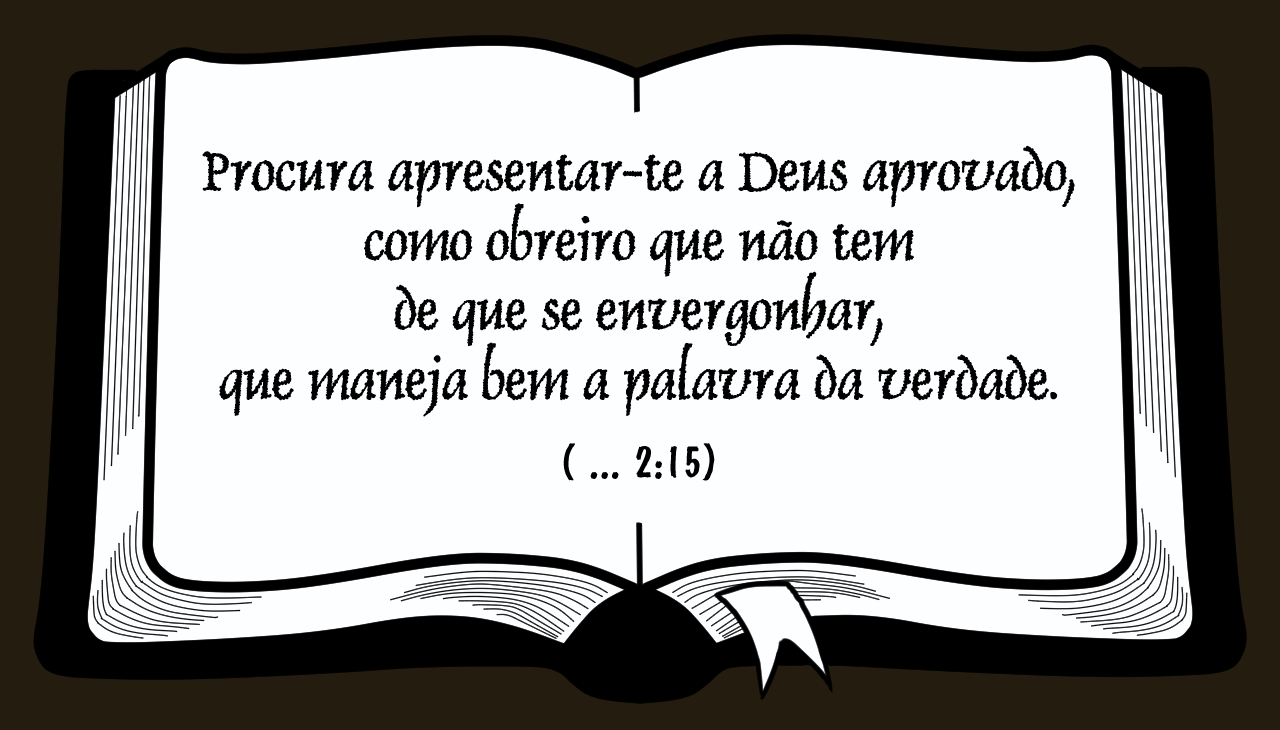 Procura apresentar-te a Deus aprovado,
como obreiro que não tem
de que se envergonhar,
que maneja bem a palavra da verdade.
( ... 2:15)